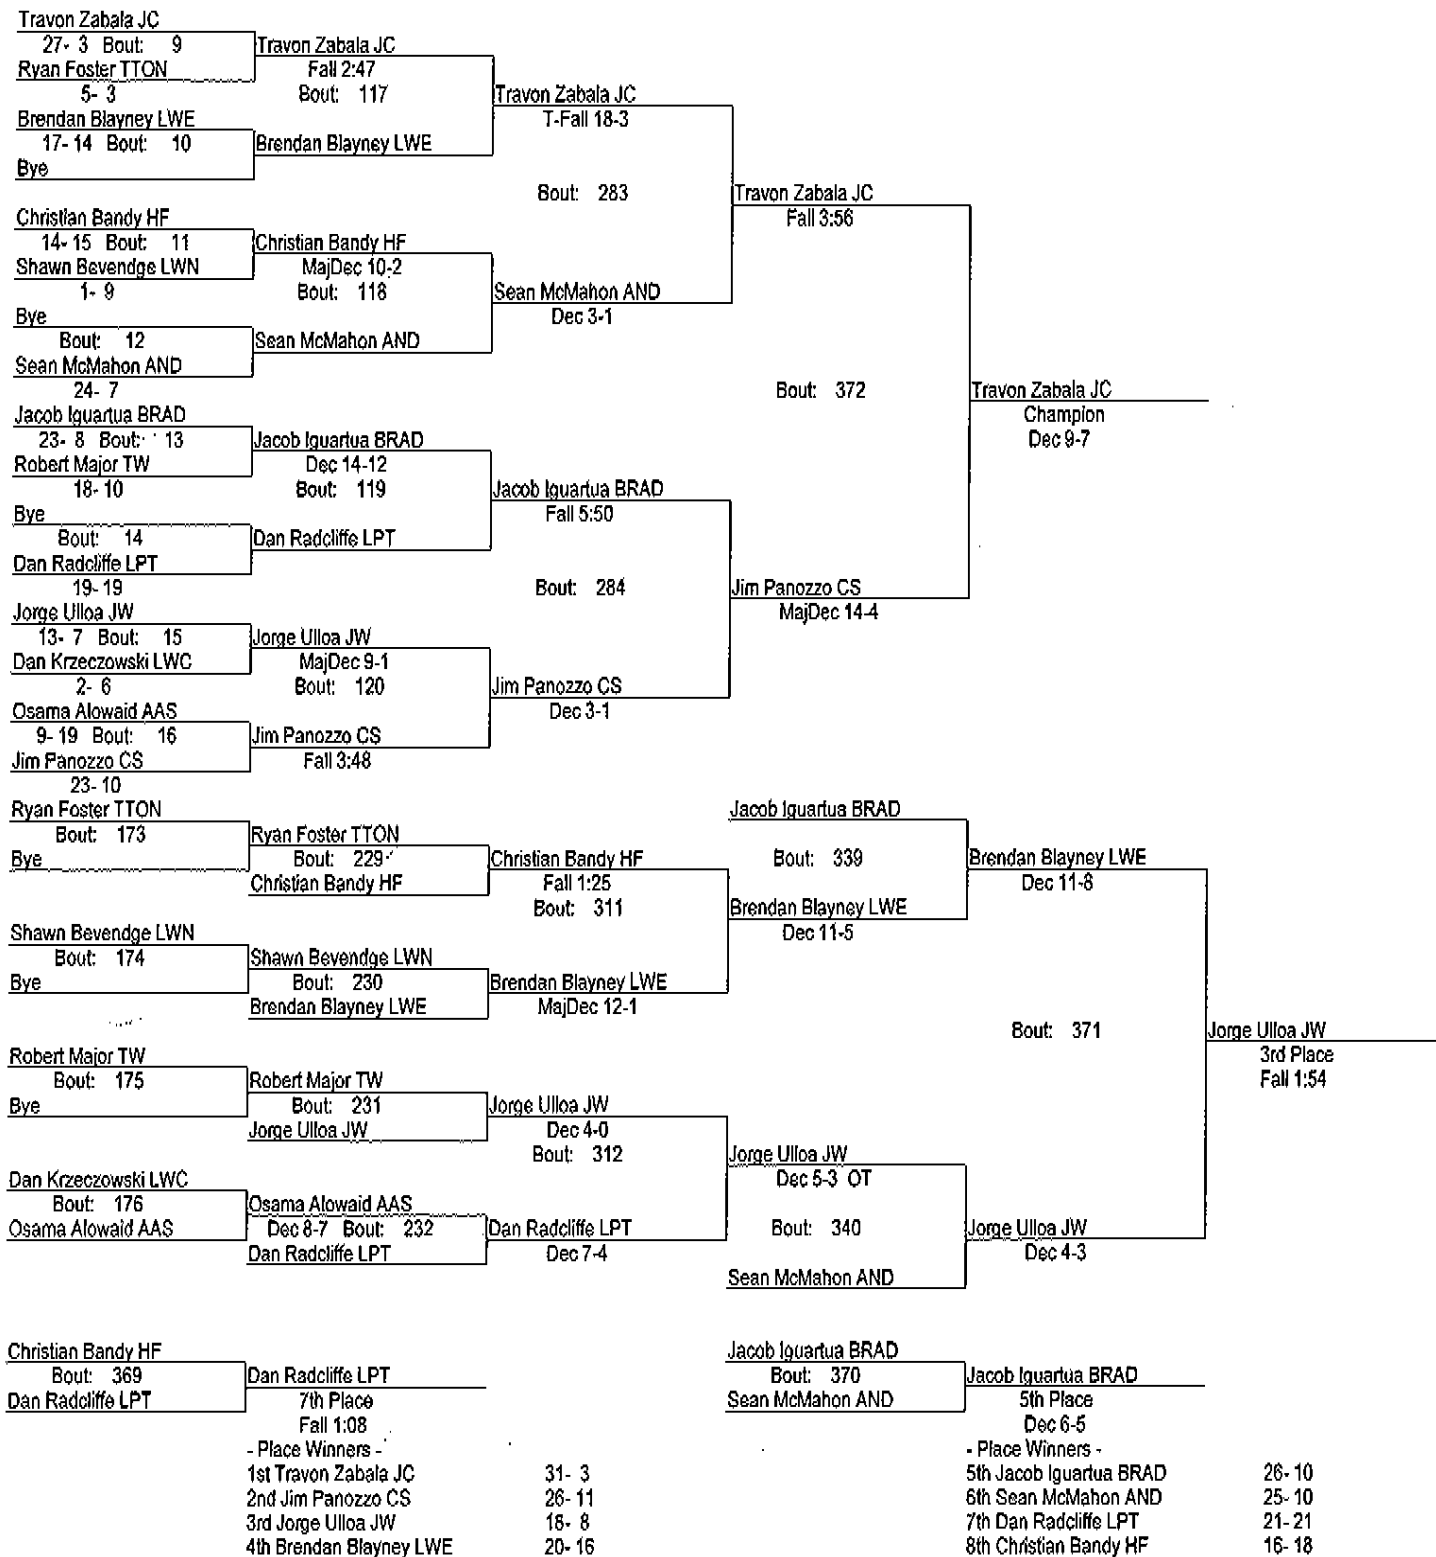 Travon Zabala JC
27- 3 Bout: 9
Travon Zabala JC
Ryan Foster TTON
Fall 2:47
5- 3
Bout: 117
Travon Zabala JC
Brendan Blayney LWE
T-Fall 18-3
17- 14 Bout: 10
Brendan Blayney LWE
Bye
Bout: 283
Travon Zabala JC
Christian Bandy HF
Fall 3:56
14- 15 Bout: 11
Christian Bandy HF
Shawn Bevendge LWN
MajDec 10-2
1- 9
Bout: 118
Sean McMahon AND
Bye
Dec 3-1
Bout: 12
Sean McMahon AND
Sean McMahon AND
24- 7
Bout: 372
Travon Zabala JC
Jacob Iguartua BRAD
Champion
23- 8 Bout: 13
Jacob Iguartua BRAD
Dec 9-7
Robert Major TW
Dec 14-12
18- 10
Bout: 119
Jacob Iguartua BRAD
Bye
Fall 5:50
Bout: 14
Dan Radcliffe LPT
Dan Radcliffe LPT
19- 19
Bout: 284
Jim Panozzo CS
Jorge Ulloa JW
MajDec 14-4
13- 7 Bout: 15
Jorge Ulloa JW
Dan Krzeczowski LWC
MajDec 9-1
2- 6
Bout: 120
Jim Panozzo CS
Osama Alowaid AAS
Dec 3-1
9- 19 Bout: 16
Jim Panozzo CS
Jim Panozzo CS
Fall 3:48
23- 10
Ryan Foster TTON
Jacob Iguartua BRAD
Bout: 173
Ryan Foster TTON
Bye
Bout: 229
Christian Bandy HF
Bout: 339
Brendan Blayney LWE
Christian Bandy HF
Fall 1:25
Dec 11-8
Bout: 311
Brendan Blayney LWE
Shawn Bevendge LWN
Dec 11-5
Bout: 174
Shawn Bevendge LWN
Bye
Bout: 230
Brendan Blayney LWE
Brendan Blayney LWE
MajDec 12-1
Bout: 371
Jorge Ulloa JW
Robert Major TW
3rd Place
Bout: 175
Robert Major TW
Fall 1:54
Bye
Bout: 231
Jorge Ulloa JW
Jorge Ulloa JW
Dec 4-0
Bout: 312
Jorge Ulloa JW
Dan Krzeczowski LWC
Dec 5-3 OT
Bout: 176
Osama Alowaid AAS
Osama Alowaid AAS
Dec 8-7 Bout: 232
Dan Radcliffe LPT
Bout: 340
Jorge Ulloa JW
Dan Radcliffe LPT
Dec 7-4
Dec 4-3
Sean McMahon AND
Christian Bandy HF
Jacob Iguartua BRAD
Bout: 369
Dan Radcliffe LPT
Bout: 370
Jacob Iguartua BRAD
Dan Radcliffe LPT
7th Place
Sean McMahon AND
5th Place
Fall 1:08
Dec 6-5
- Place Winners -
- Place Winners -
1st Travon Zabala JC 31- 3
5th Jacob Iguartua BRAD 26- 10
2nd Jim Panozzo CS 26- 11
6th Sean McMahon AND 25- 10
3rd Jorge Ulloa JW 18- 8
7th Dan Radcliffe LPT 21- 21
4th Brendan Blayney LWE 20- 16
8th Christian Bandy HF 16- 18